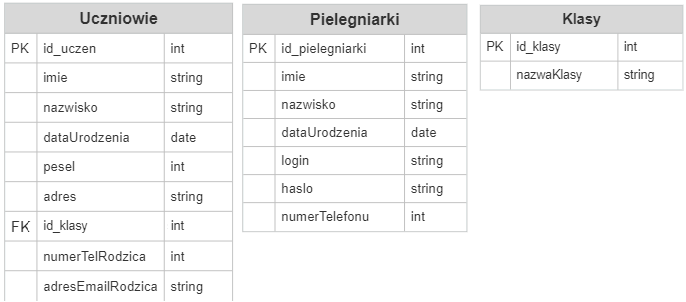 Uczniowie
PK id_uczen int
imie string
nazwisko string
dataUrodzenia date
pesel int
adres string
FK id_klasy int
numerTelRodzica int
adresEmailRodzica string
Pielegniarki
PK id_pielegniarki int
imie string
nazwisko string
dataUrodzenia date
login string
haslo string
numerTelefonu int
Klasy
PK id_klasy int
nazwaKlasy string